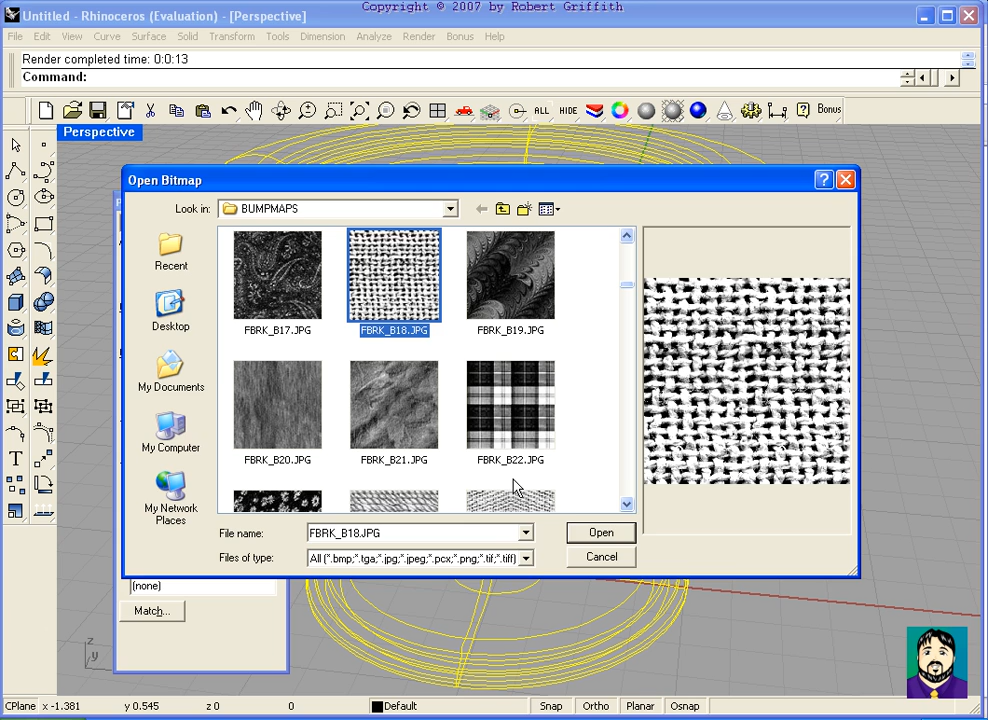 Copyright © 2007 by Robert Griffith
Untitled - Rhinoceros (Evaluation) - [Perspective]
File Edit View Curve Surface Solid Transform Tools Dimension Analyze Render Bonus Help
Render completed time: 0:0:13
Command:
ALL HIDE Bonus
Perspective
Open Bitmap
Look in: BUMPMAPS
Recent
Desktop
My Documents
My Computer
My Network Places
FBRK_B17.JPG FBRK_B18.JPG FBRK_B19.JPG
FBRK_B20.JPG FBRK_B21.JPG FBRK_B22.JPG
File name: FBRK_B18.JPG Open
Files of type: All (*.bmp;*.tga;*.jpg;*.jpeg;*.pcx;*.png;*.tif;*.tiff) Cancel
(none)
Match...
z
y
CPlane x -1.381 y 0.545 z 0 0 Default Snap Ortho Planar Osnap